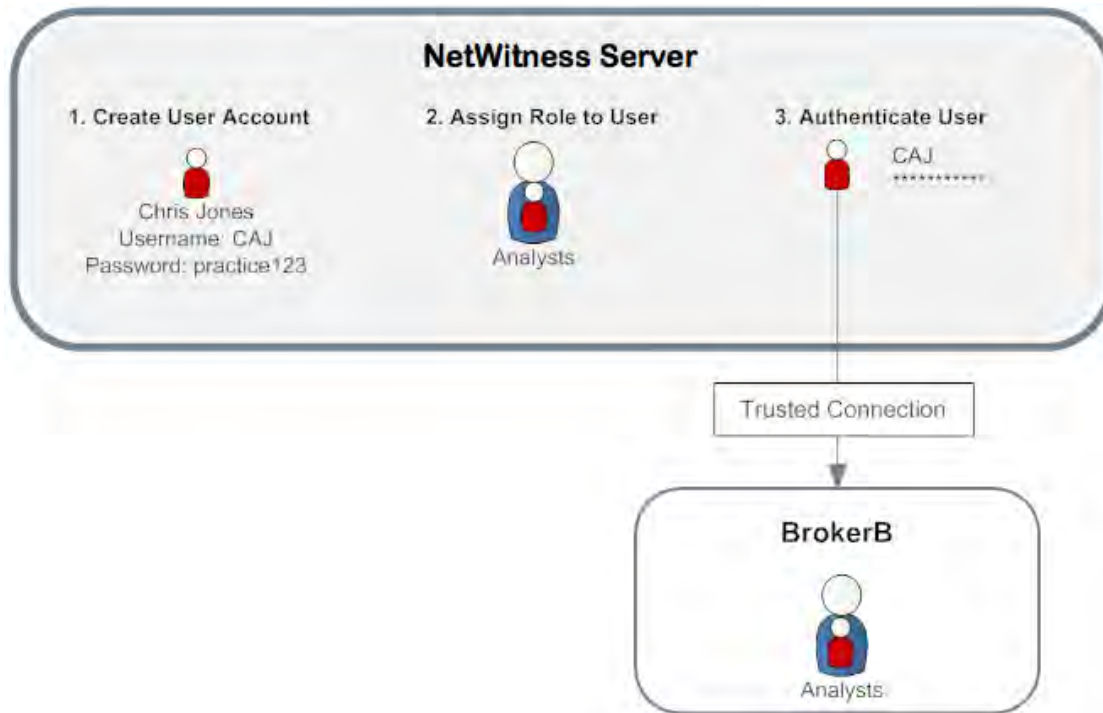 NetWitness Server
1. Create User Account
Chris Jones
Username: CAJ
Password: practice123
2. Assign Role to User
Analysts
3. Authenticate User
CAJ
***********
Trusted Connection
BrokerB
Analysts